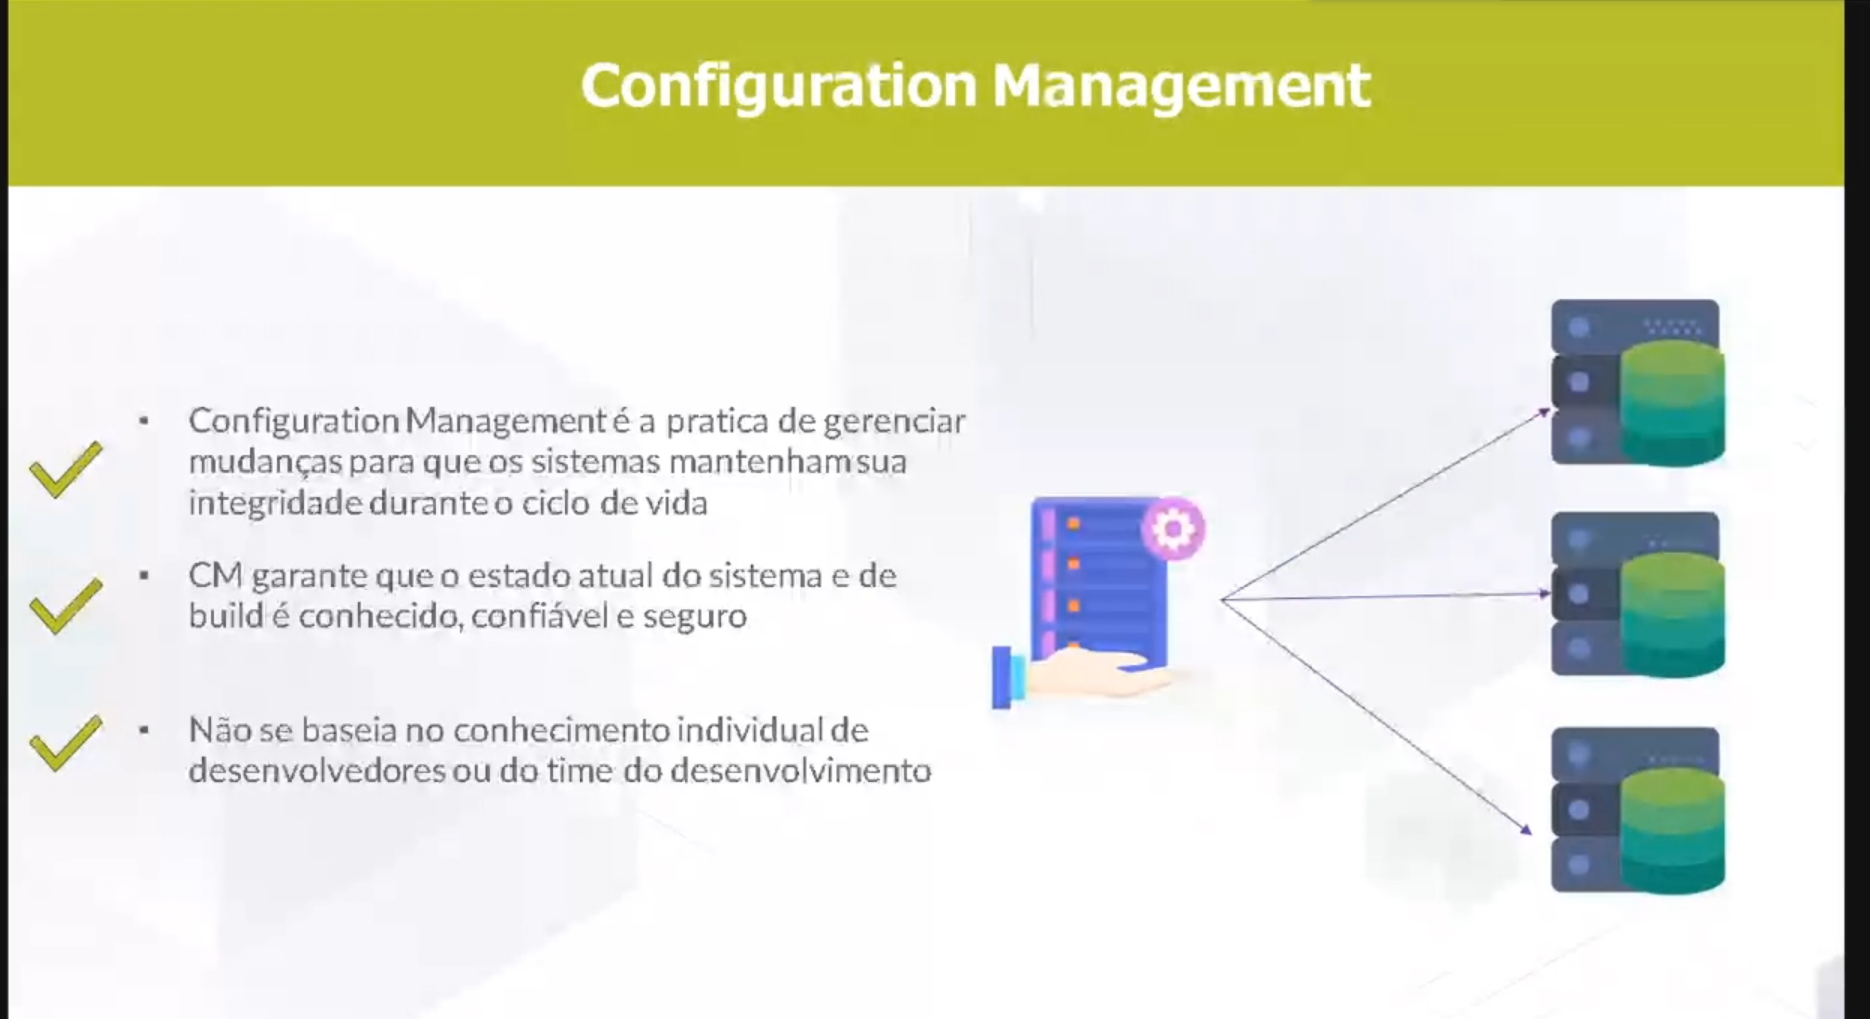 Configuration Management
Configuration Management é a pratica de gerenciar
mudanças para que os sistemas mantenham sua
integridade durante o ciclo de vida
CM garante que o estado atual do sistema e de
build é conhecido, confiável e seguro
Não se baseia no conhecimento individual de
desenvolvedores ou do time do desenvolvimento